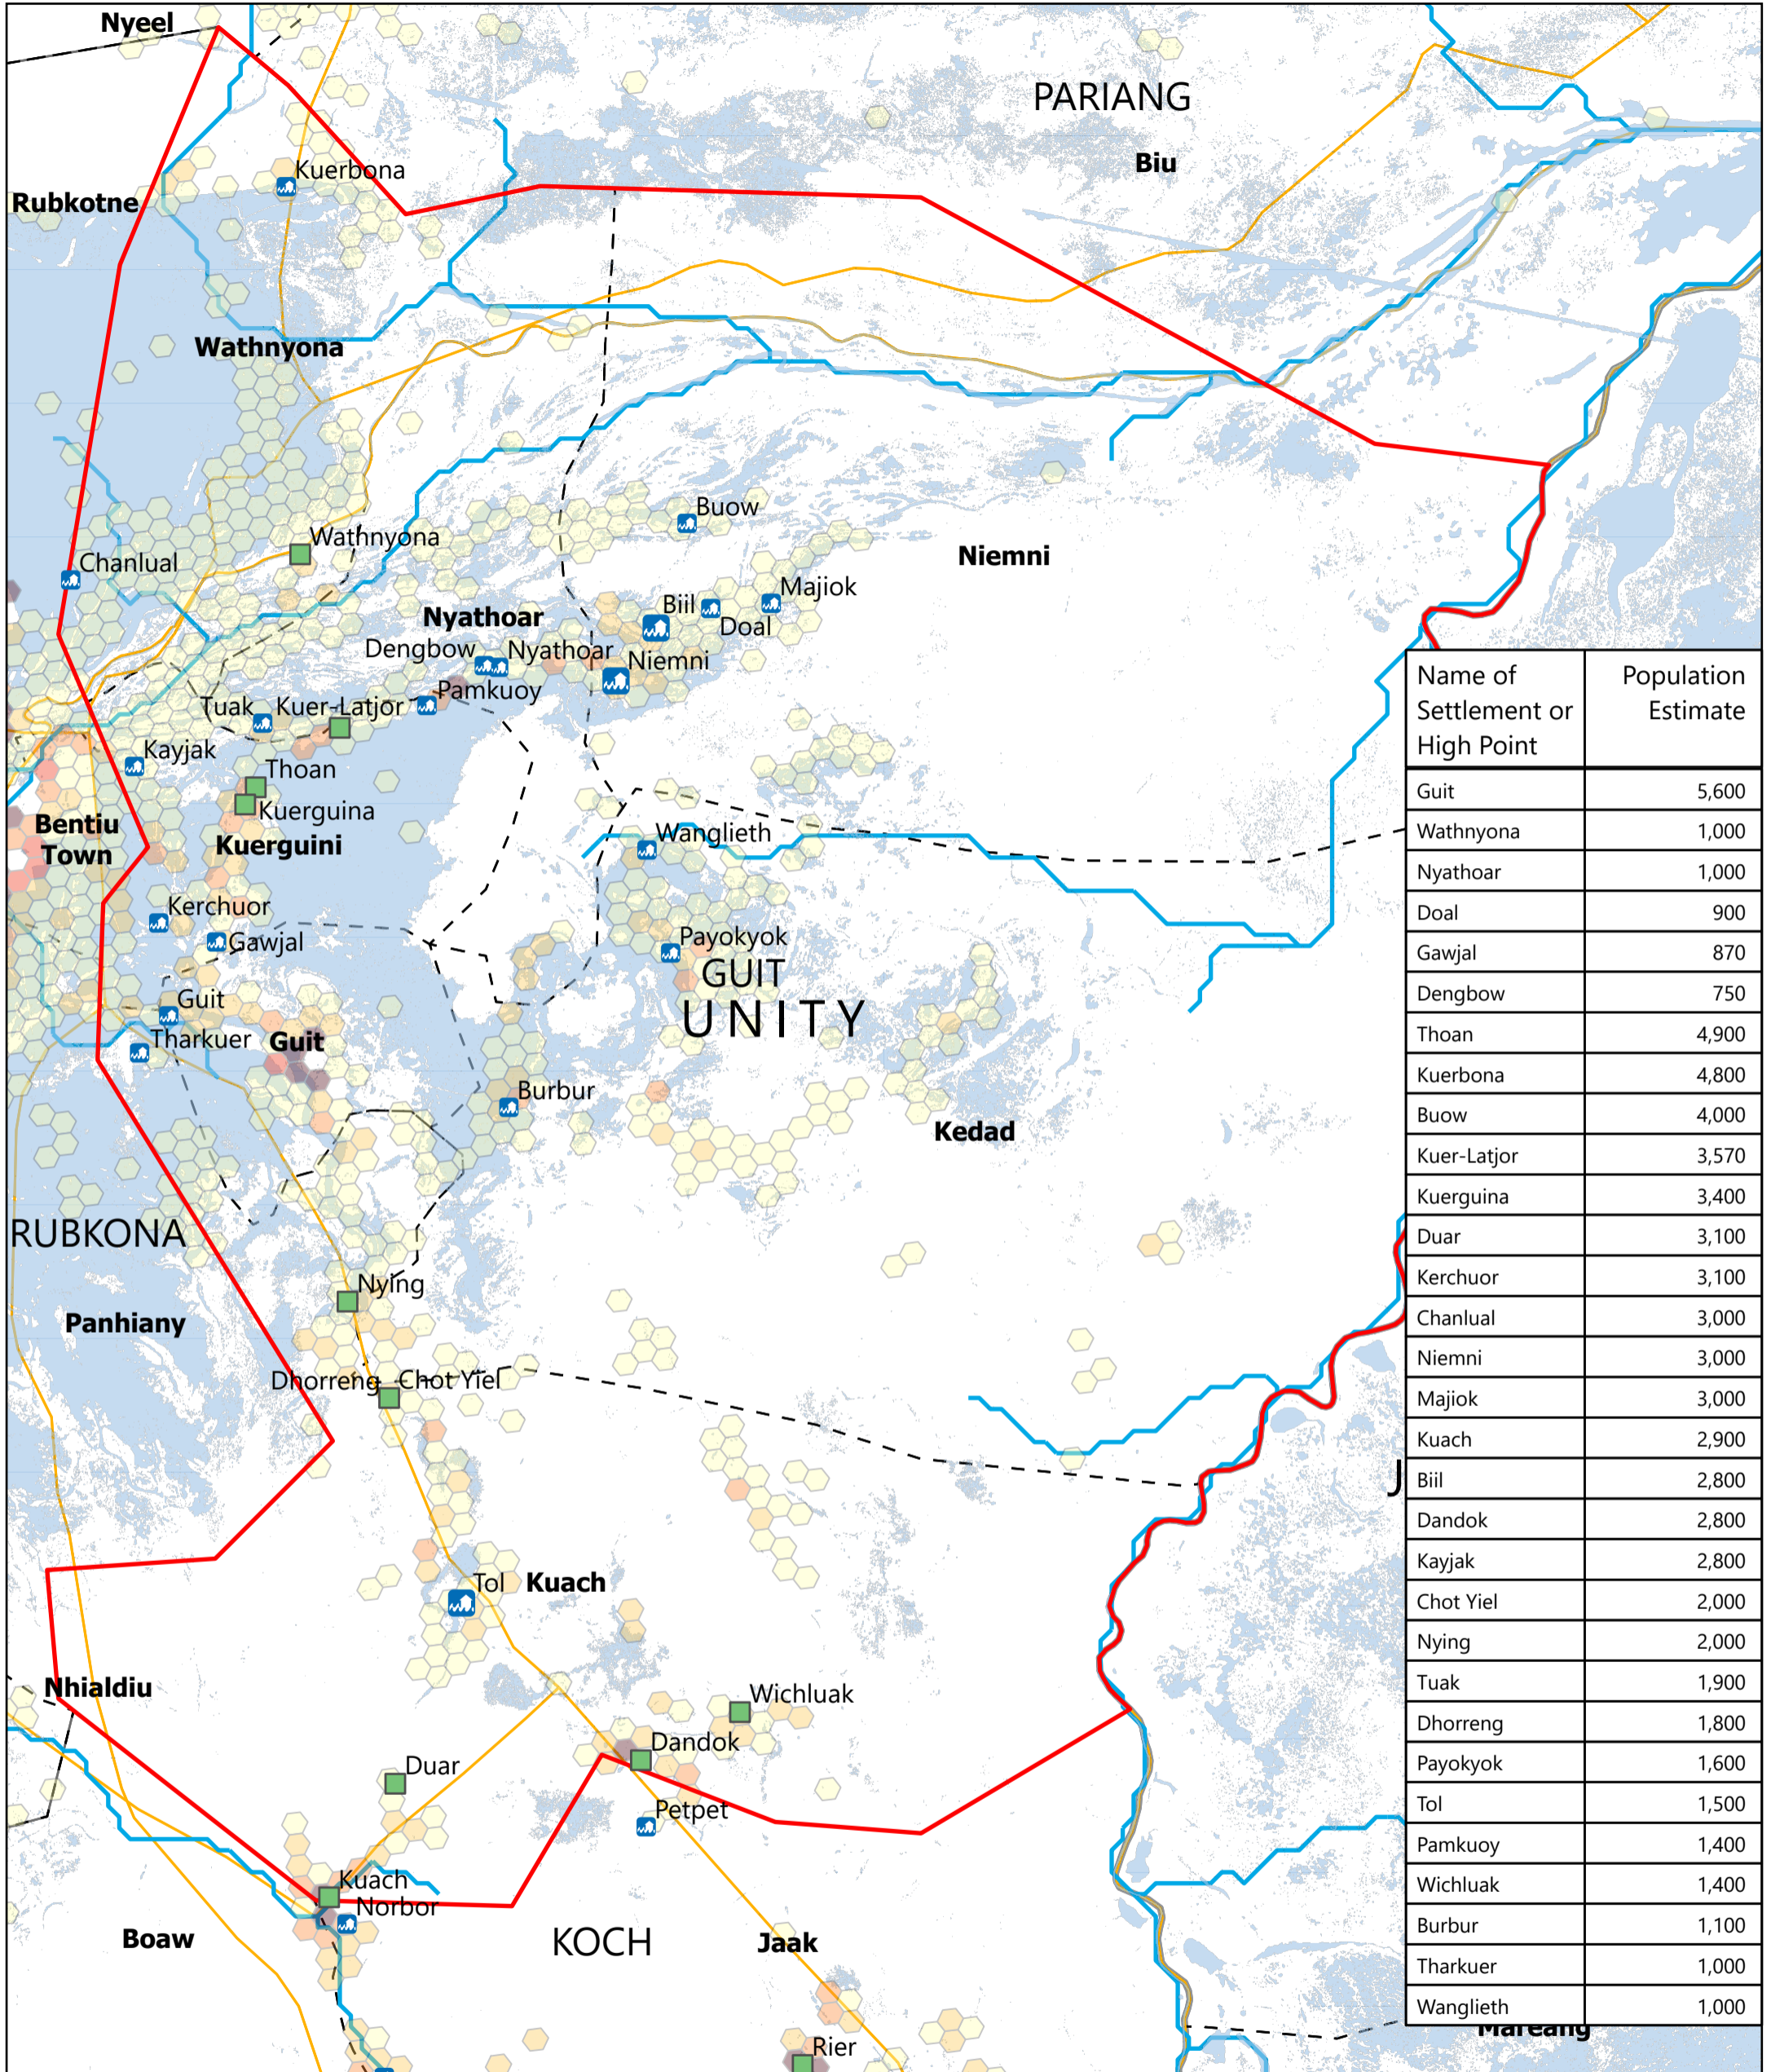 Nyeel
PARIANG
Biu
Kuerbona
Rubkotne
Wathnyona
Buow
Wathnyona
Niemni
Chanlual
Majiok
Biil
Nyathoar
Doal
Dengbow
Nyathoar
Niemni
Pamkuoy
Tuak
Kuer-Latjor
Kayjak
Thoan
Kuerguina
Bentiu
Town
Kuerguini
Wanglieth
Kerchuor
Gawjal
Payokyok
GUIT
UNITY
Guit
Tharkuer
Guit
Burbur
Kedad
RUBKONA
Nying
Panhiany
Dhorreng
Chot Yiel
J
Tol
Kuach
Nhialdiu
Wichluak
Dandok
Duar
Petpet
Kuach
Norbor
Boaw
KOCH
Jaak
Rier
Mareang
Name of Settlement or High Point Population Estimate
Guit 5,600
Wathnyona 1,000
Nyathoar 1,000
Doal 900
Gawjal 870
Dengbow 750
Thoan 4,900
Kuerbona 4,800
Buow 4,000
Kuer-Latjor 3,570
Kuerguina 3,400
Duar 3,100
Kerchuor 3,100
Chanlual 3,000
Niemni 3,000
Majiok 3,000
Kuach 2,900
Biil 2,800
Dandok 2,800
Kayjak 2,800
Chot Yiel 2,000
Nying 2,000
Tuak 1,900
Dhorreng 1,800
Payokyok 1,600
Tol 1,500
Pamkuoy 1,400
Wichluak 1,400
Burbur 1,100
Tharkuer 1,000
Wanglieth 1,000